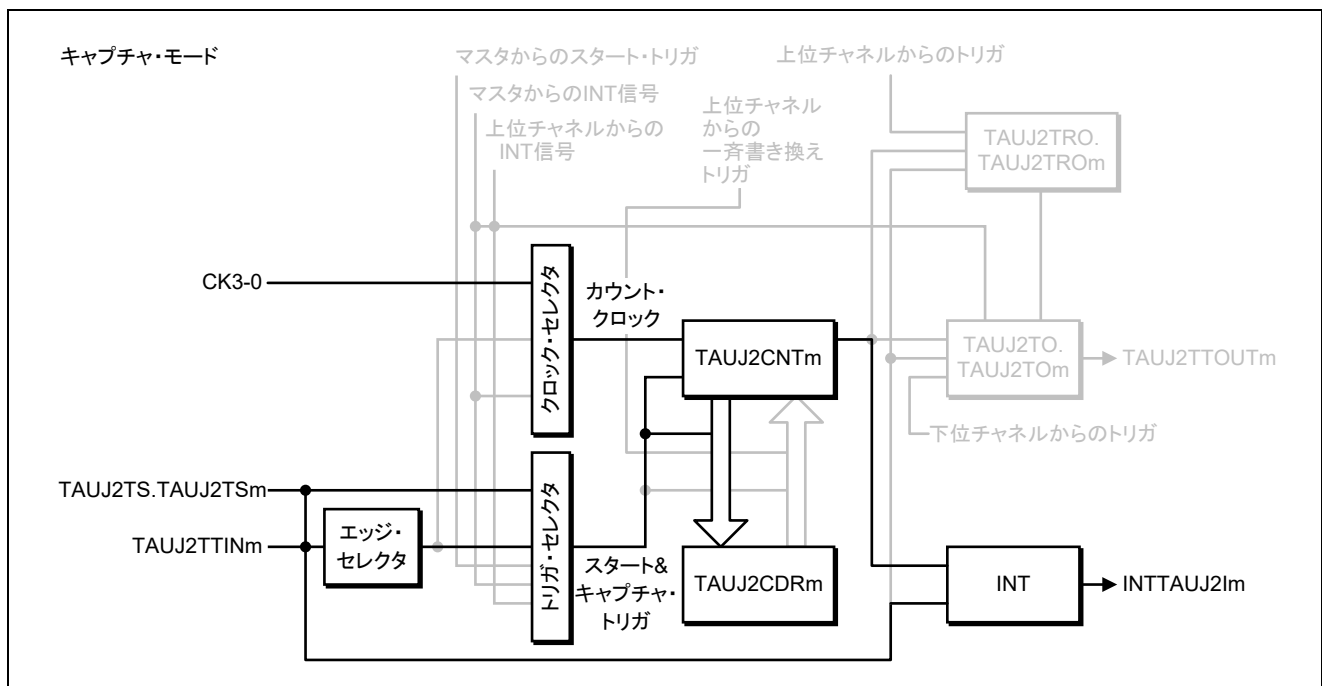 キャプチャ・モード
マスタからのスタート・トリガ
マスタからのINT信号
上位チャネルからの
INT信号
上位チャネル
からの
一斉書き換え
トリガ
上位チャネルからのトリガ
TAUJ2TRO.
TAUJ2TROm
CK3-0
クロック・セレクタ
カウント・
クロック
TAUJ2CNTm
TAUJ2TO.
TAUJ2TOm
TAUJ2TTOUTm
下位チャネルからのトリガ
TAUJ2TS.TAUJ2TSm
TAUJ2TTINm
エッジ・
セレクタ
トリガ・セレクタ
スタート&
キャプチャ・
トリガ
TAUJ2CDRm
INT
INTTAUJ2Im